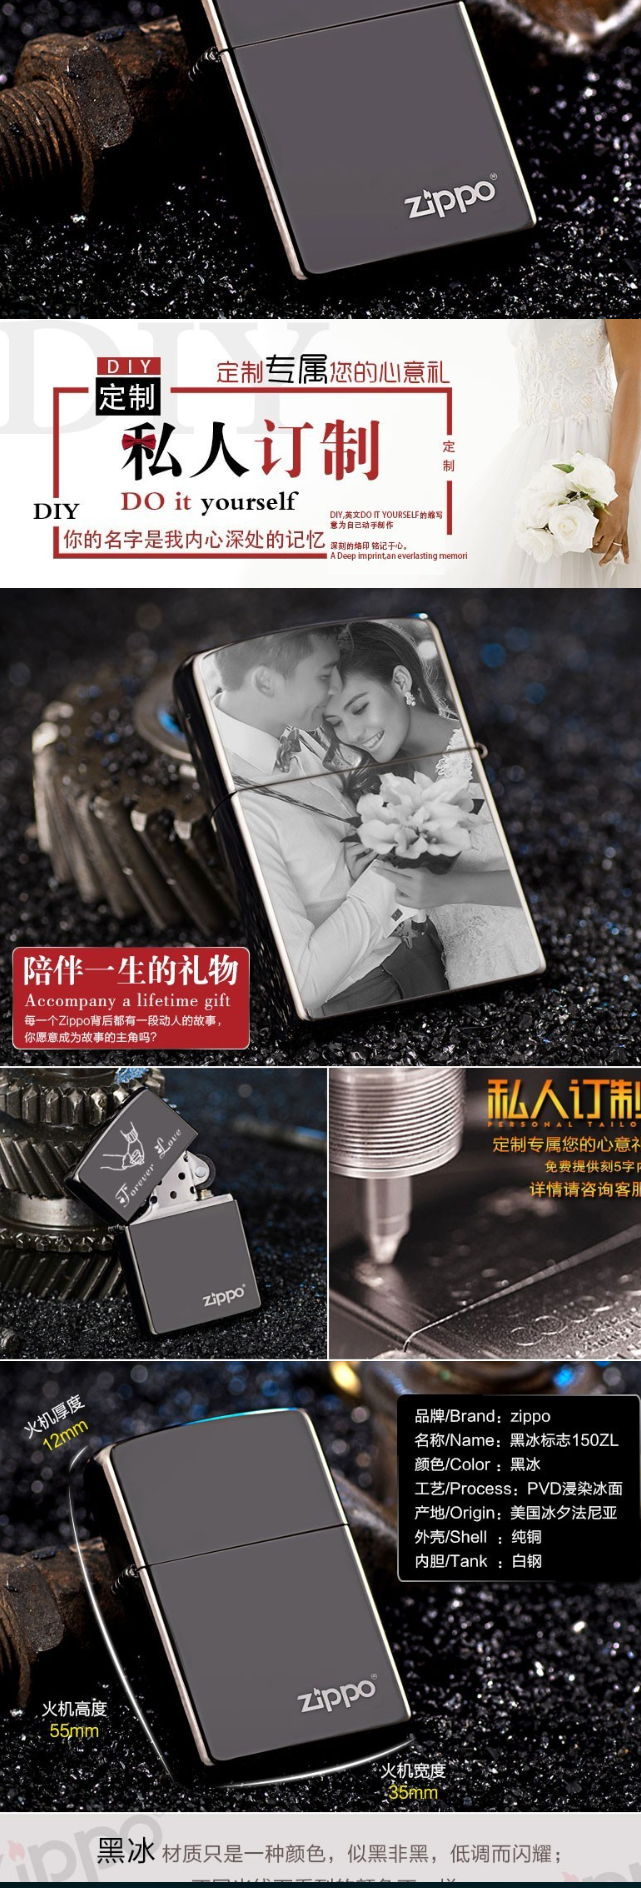 zippo
DIY
定制
定制专属您的心意礼
私人订制
定制
DIY
DO it yourself
DIY,英文DO IT YOURSELF的缩写
意为自已动手制作
你的名字是我内心深处的记忆
深刻的烙印 铭记于心。
A Deep imprint,an everlasting memori
陪伴一生的礼物
Accompany a lifetime gift
每一个Zippo背后都有一段动人的故事，
你愿意成为故事的主角吗?
Forever Love
zippo
私人订制
PERSONAL TAILO
定制专属您的心意礼
免费提供刻5字内
详情请咨询客服
火机厚度
12mm
品牌/Brand：zippo
名称/Name：黑冰标志150ZL
颜色/Color ：黑冰
工艺/Process：PVD浸染冰面
产地/Origin：美国冰夕法尼亚
外壳/Shell ：纯铜
内胆/Tank ：白钢
zippo
火机高度
55mm
火机宽度
35mm
zippo
黑冰 材质只是一种颜色，似黑非黑，低调而闪耀；